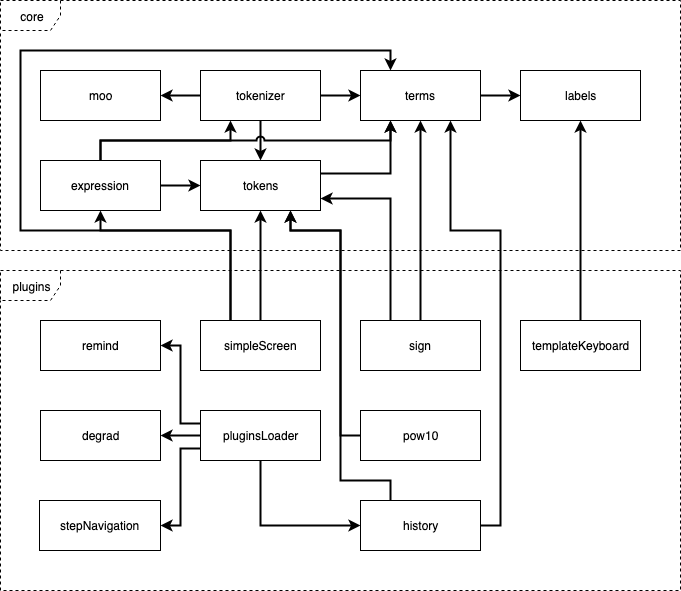 core
moo
tokenizer
terms
labels
expression
tokens
plugins
remind
simpleScreen
sign
templateKeyboard
degrad
pluginsLoader
pow10
stepNavigation
history